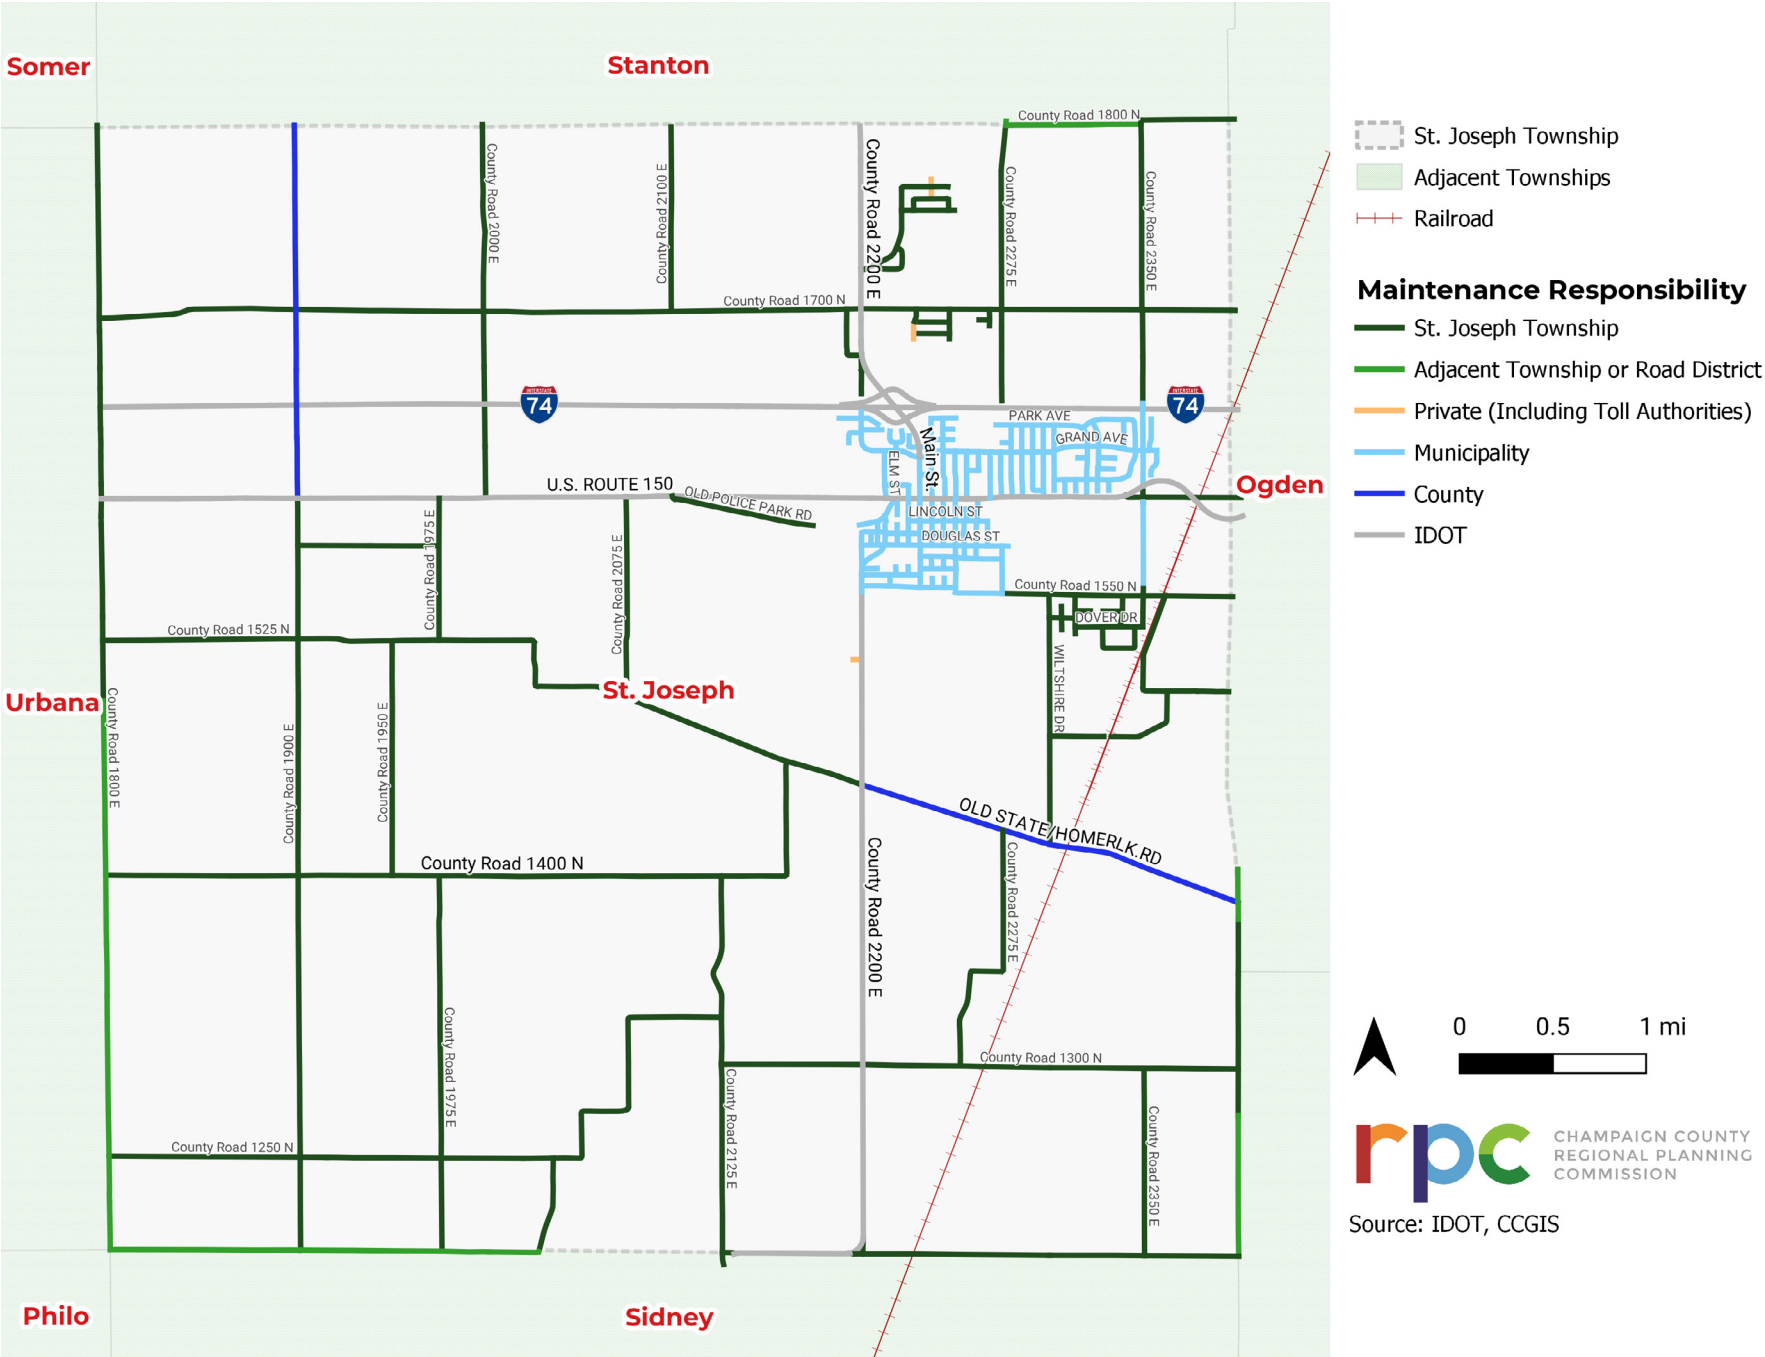 Somer
Stanton
County Road 1800 N
County Road 2000 E
County Road 2100 E
County Road 2200 E
County Road 2275 E
County Road 2350 E
County Road 1700 N
INTERSTATE
74
INTERSTATE
74
PARK AVE
GRAND AVE
Main St.
ELM ST
U.S. ROUTE 150
OLD POLICE PARK RD
Ogden
LINCOLN ST
DOUGLAS ST
County Road 1975 E
County Road 2075 E
County Road 1550 N
DOVER DR
County Road 1525 N
WILTSHIRE DR
St. Joseph
Urbana
County Road 1800 E
County Road 1900 E
County Road 1950 E
OLD STATE/HOMERLK.RD
County Road 1400 N
County Road 2200 E
County Road 2275 E
County Road 1975 E
County Road 1300 N
County Road 2125 E
County Road 2350 E
County Road 1250 N
Philo
Sidney
St. Joseph Township
Adjacent Townships
Railroad
Maintenance Responsibility
St. Joseph Township
Adjacent Township or Road District
Private (Including Toll Authorities)
Municipality
County
IDOT
0 0.5 1 mi
rpc
CHAMPAIGN COUNTY
REGIONAL PLANNING
COMMISSION
Source: IDOT, CCGIS